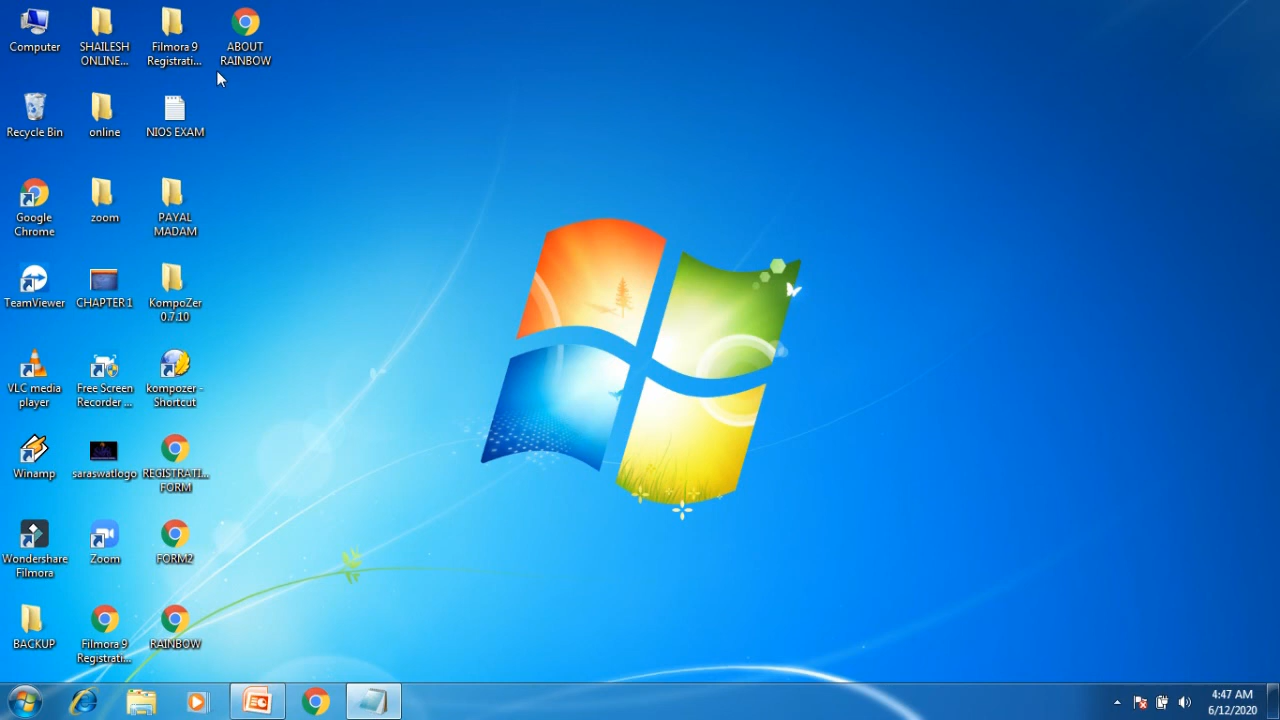 Computer
SHAILESH
ONLINE...
Filmora 9
Registrati...
ABOUT
RAINBOW
Recycle Bin
online
NIOS EXAM
Google
Chrome
zoom
PAYAL
MADAM
TeamViewer
CHAPTER 1
KompoZer
0.7.10
VLC media
player
Free Screen
Recorder ...
kompozer -
Shortcut
Winamp
saraswatlogo
REGISTRATI...
FORM
Wondershare
Filmora
Zoom
FORM2
BACKUP
Filmora 9
Registrati...
RAINBOW
4:47 AM
6/12/2020